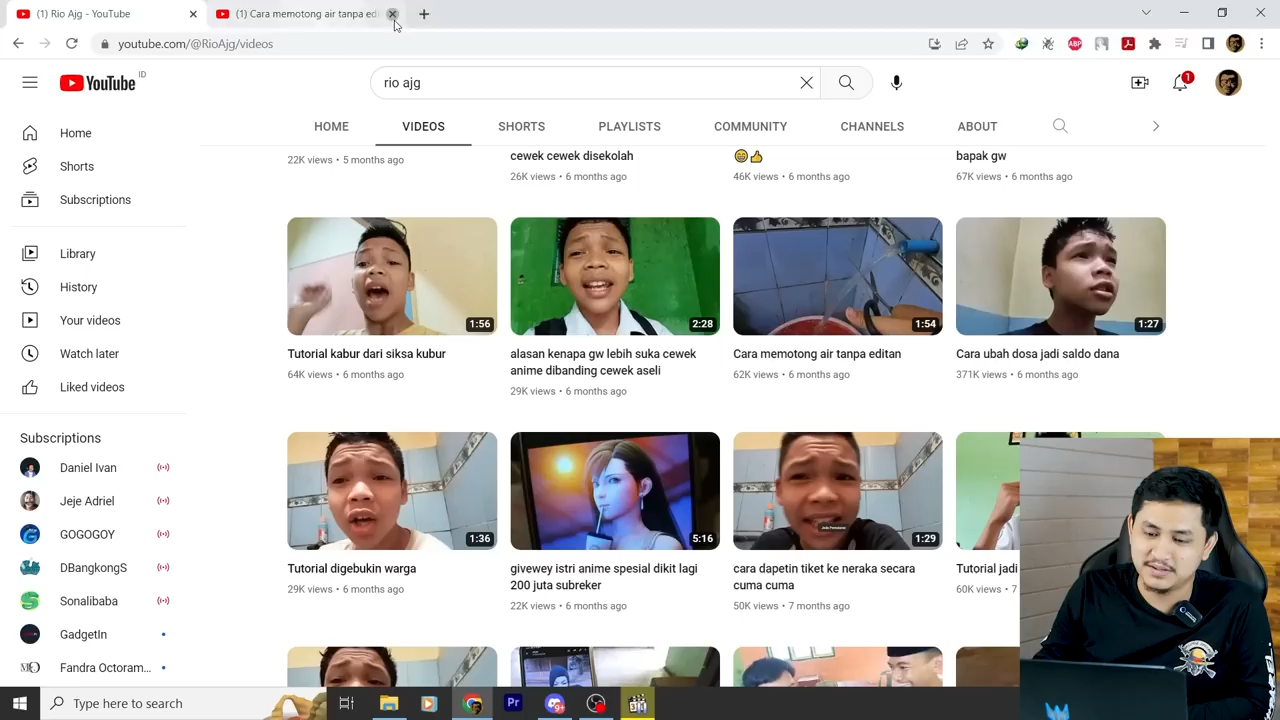 (1) Rio Ajg - YouTube
(1) Cara memotong air tanpa edi
youtube.com/@RioAjg/videos
YouTube ID
rio ajg
1
HOME VIDEOS SHORTS PLAYLISTS COMMUNITY CHANNELS ABOUT
Home
Shorts
Subscriptions
Library
History
Your videos
Watch later
Liked videos
Subscriptions
Daniel Ivan
Jeje Adriel
GOGOGOY
DBangkongS
Sonalibaba
GadgetIn
Fandra Octoram...
22K views • 5 months ago
cewek cewek disekolah
26K views • 6 months ago
😁👍
46K views • 6 months ago
bapak gw
67K views • 6 months ago
1:56
Tutorial kabur dari siksa kubur
64K views • 6 months ago
2:28
alasan kenapa gw lebih suka cewek
anime dibanding cewek aseli
29K views • 6 months ago
1:54
Cara memotong air tanpa editan
62K views • 6 months ago
1:27
Cara ubah dosa jadi saldo dana
371K views • 6 months ago
1:36
Tutorial digebukin warga
29K views • 6 months ago
5:16
givewey istri anime spesial dikit lagi
200 juta subreker
22K views • 6 months ago
1:29
cara dapetin tiket ke neraka secara
cuma cuma
50K views • 7 months ago
Tutorial jadi
60K views • 7
Type here to search